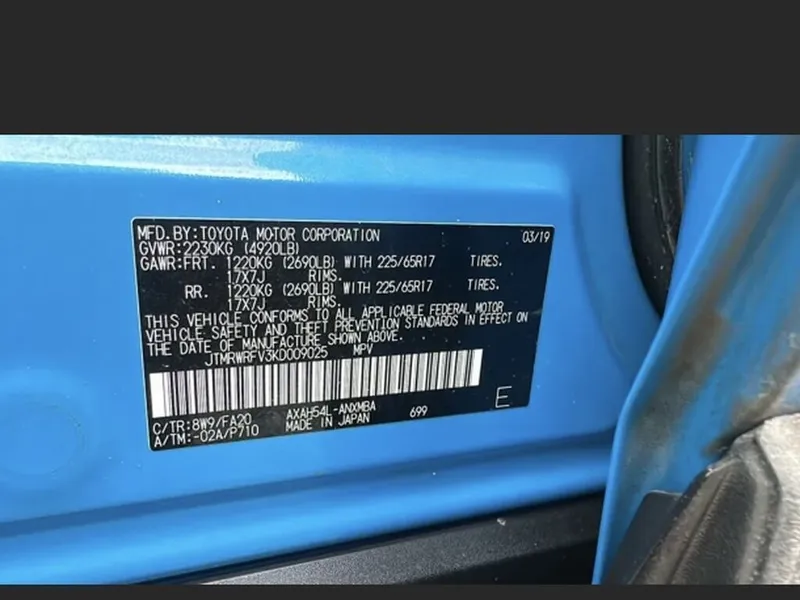 MFD.BY:TOYOTA MOTOR CORPORATION 03/19
GVWR:2230KG (4920LB)
GAWR:FRT. 1220KG (2690LB) WITH 225/65R17 TIRES.
17X7J RIMS.
RR. 1220KG (2690LB) WITH 225/65R17 TIRES.
17X7J RIMS.
THIS VEHICLE CONFORMS TO ALL APPLICABLE FEDERAL MOTOR
VEHICLE SAFETY AND THEFT PREVENTION STANDARDS IN EFFECT ON
THE DATE OF MANUFACTURE SHOWN ABOVE.
JTMRWRFV3KD009025 MPV
C/TR:8W9/FA20 AXAH54L-ANXMBA 699 E
A/TM:-02A/P710 MADE IN JAPAN